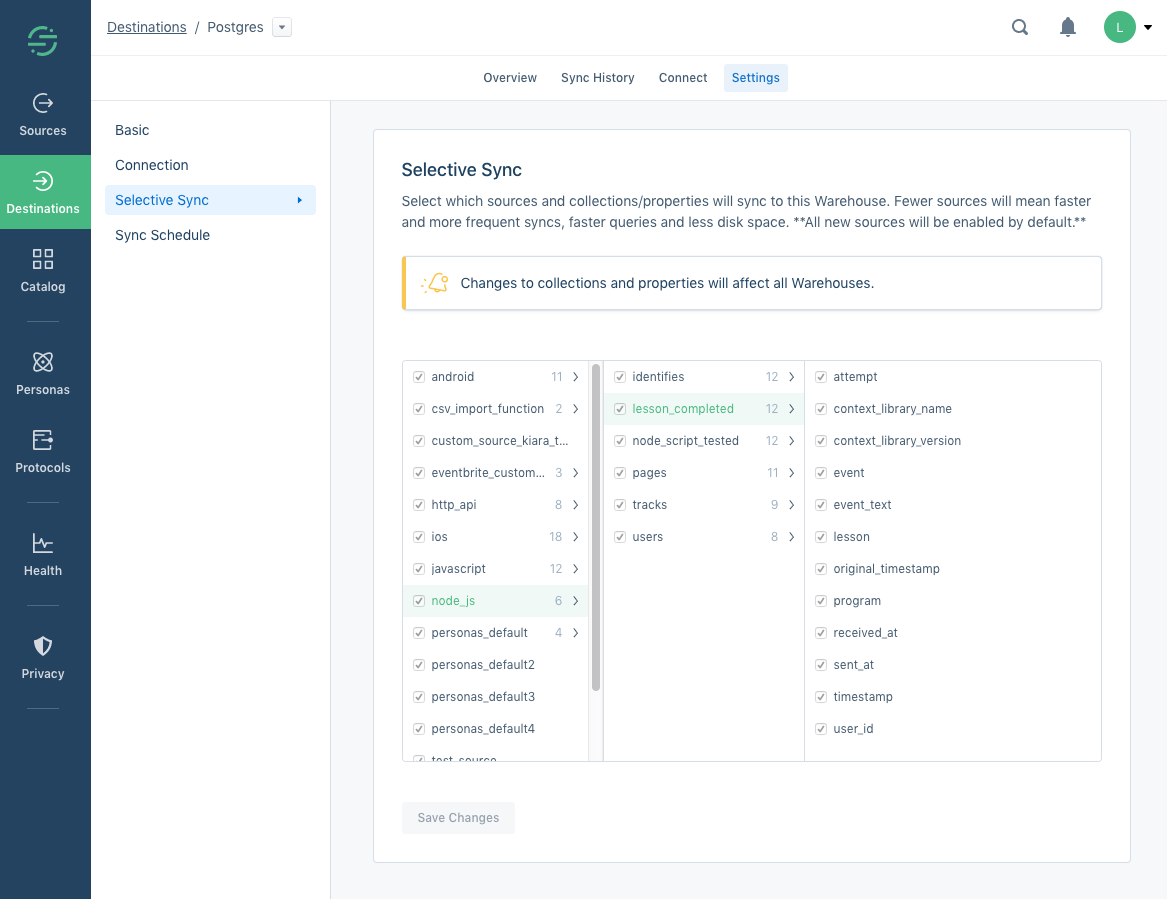 Destinations / Postgres
L
Overview Sync History Connect Settings
Sources
Destinations
Catalog
Personas
Protocols
Health
Privacy
Basic
Connection
Selective Sync
Sync Schedule
Selective Sync
Select which sources and collections/properties will sync to this Warehouse. Fewer sources will mean faster
and more frequent syncs, faster queries and less disk space. **All new sources will be enabled by default.**
Changes to collections and properties will affect all Warehouses.
android 11
csv_import_function 2
custom_source_kiara_t...
eventbrite_custom... 3
http_api 8
ios 18
javascript 12
node_js 6
personas_default 4
personas_default2
personas_default3
personas_default4
test_source
identifies 12
lesson_completed 12
node_script_tested 12
pages 11
tracks 9
users 8
attempt
context_library_name
context_library_version
event
event_text
lesson
original_timestamp
program
received_at
sent_at
timestamp
user_id
Save Changes